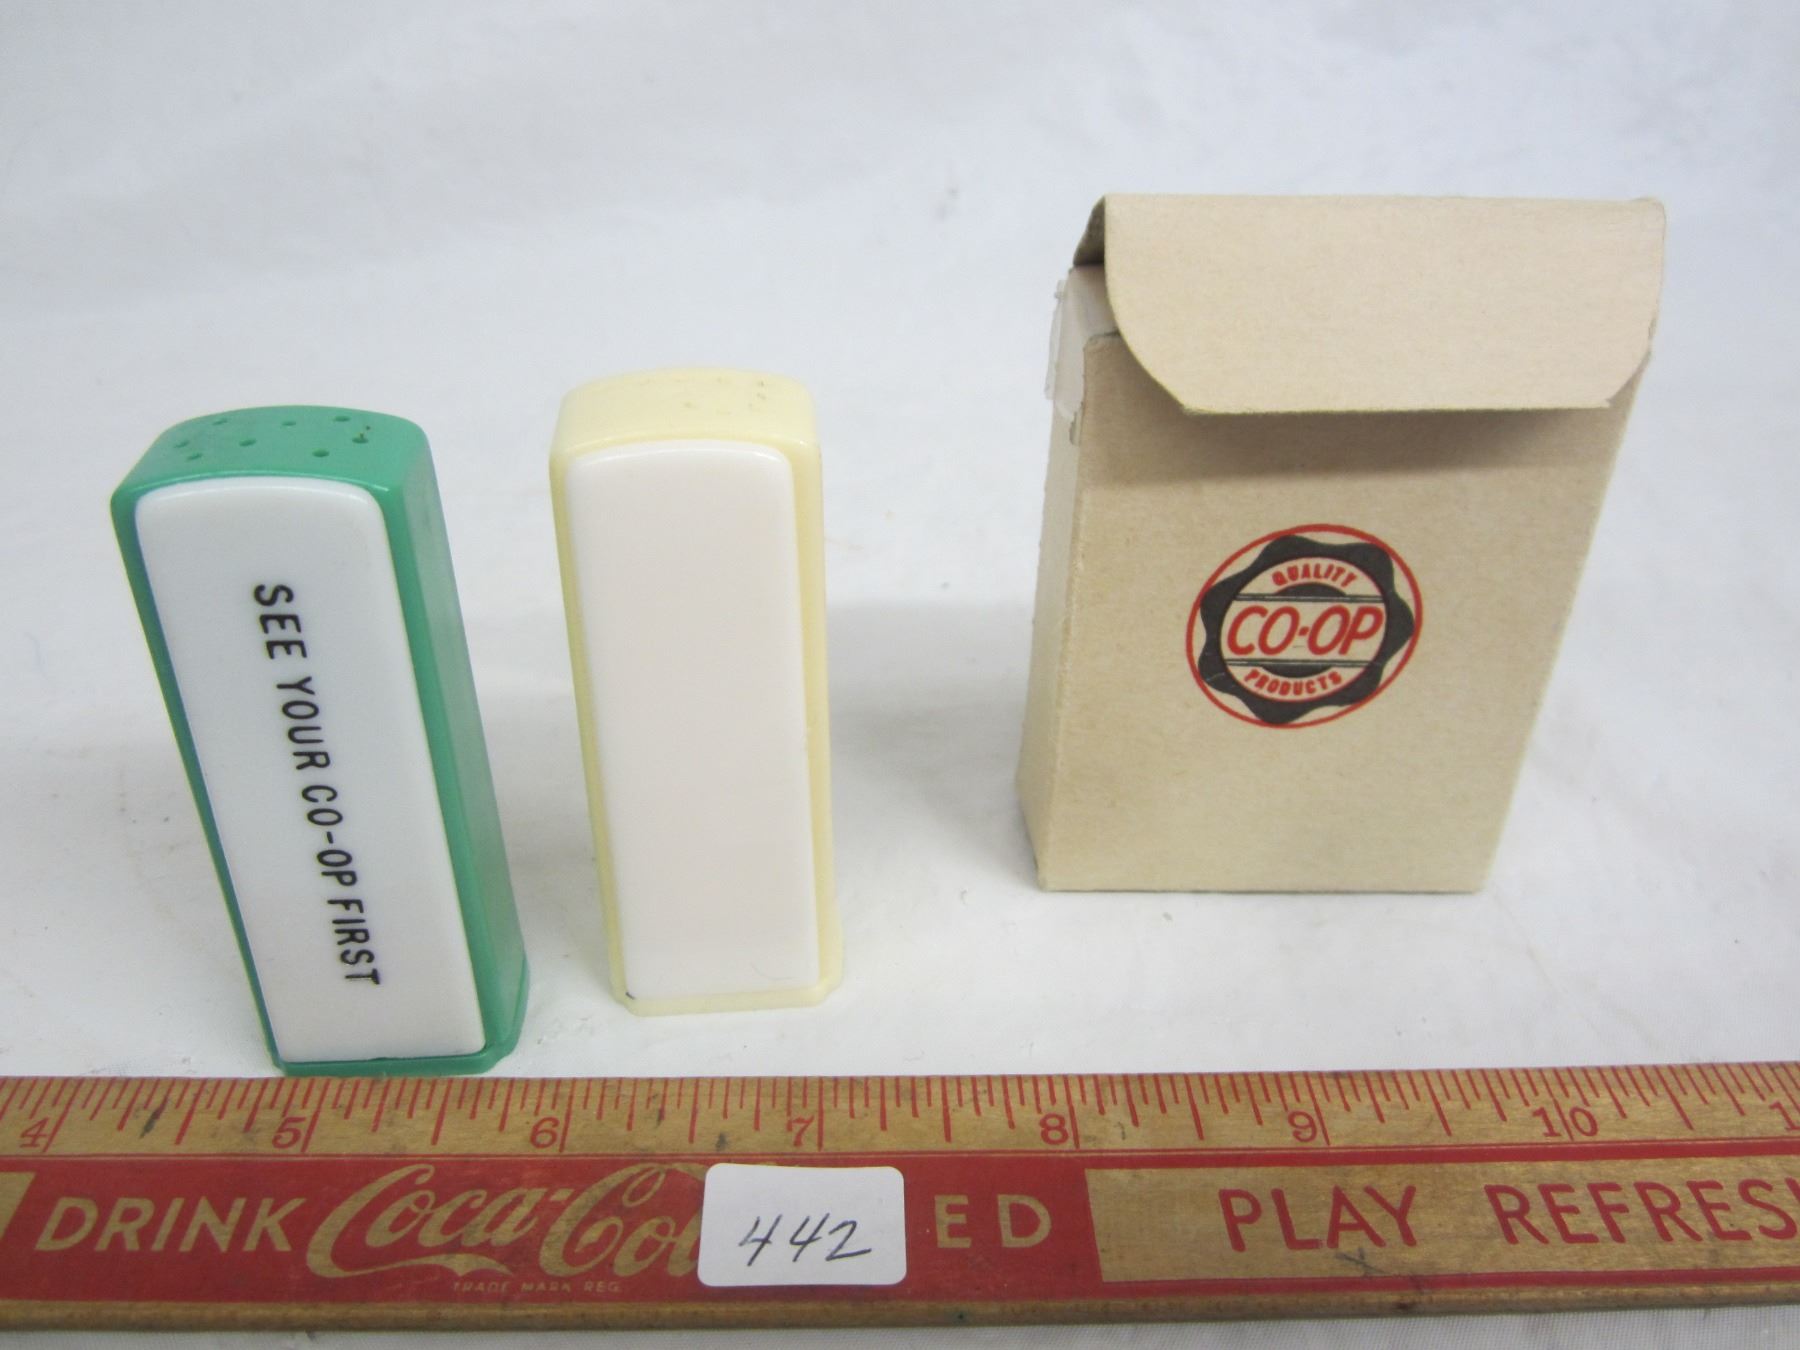 SEE YOUR CO-OP FIRST
QUALITY
CO-OP
PRODUCTS
4 5 6 7 8 9 10
DRINK Coca-Col ED PLAY REFRES
TRADE MARK REG.
442